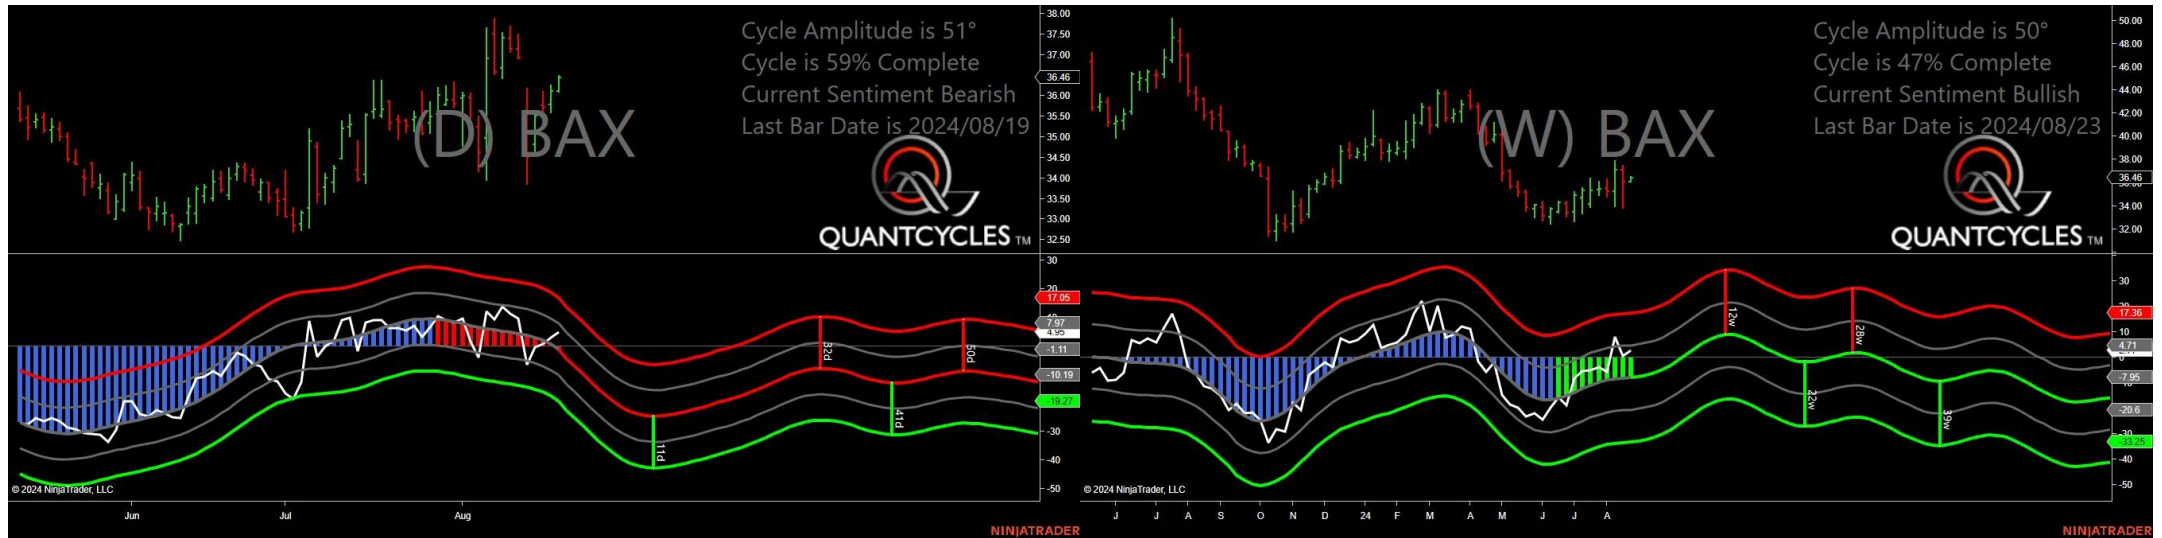 Cycle Amplitude is 51°
Cycle is 59% Complete
Current Sentiment Bearish
Last Bar Date is 2024/08/19
(D) BAX
QUANTCYCLES TM
38.00
37.50
37.00
36.46
36.00
35.50
35.00
34.50
34.00
33.50
33.00
32.50
30
20
17.05
7.97
4.95
-1.11
-10.19
-19.27
-30
-40
-50
11d
32d
41d
50d
© 2024 NinjaTrader, LLC
Jun
Jul
Aug
NINJATRADER
Cycle Amplitude is 50°
Cycle is 47% Complete
Current Sentiment Bullish
Last Bar Date is 2024/08/23
(W) BAX
QUANTCYCLES TM
50.00
48.00
46.00
44.00
42.00
40.00
38.00
36.46
34.00
32.00
30
20
17.36
10
4.71
-7.95
-20.6
-33.25
-40
-50
12w
22w
28w
39w
© 2024 NinjaTrader, LLC
J
J
A
S
O
N
D
24
F
M
A
M
J
J
A
NINJATRADER